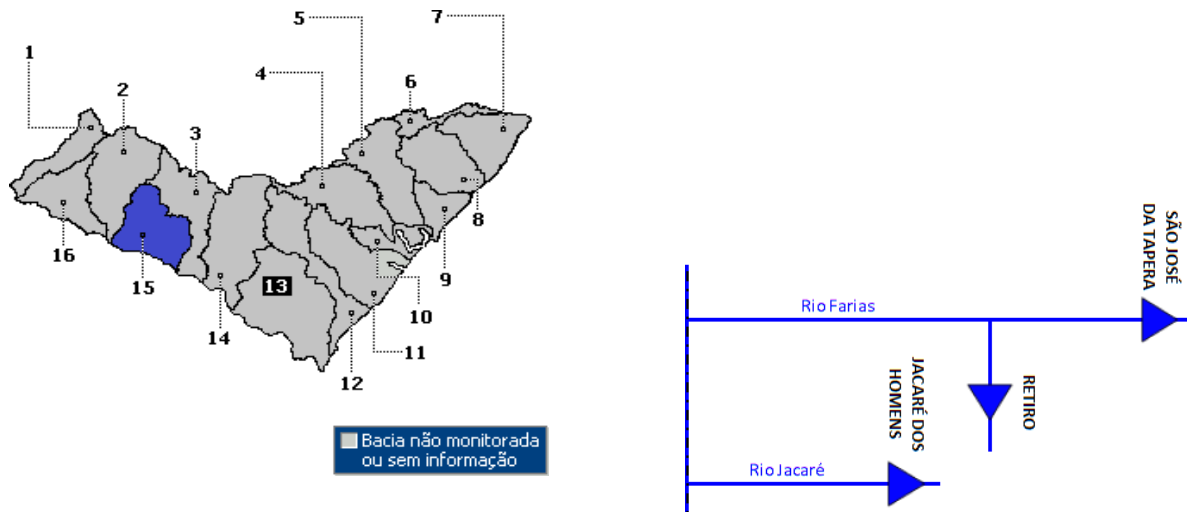 1
2
3
4
5
6
7
8
9
10
11
12
13
14
15
16
Bacia não monitorada
ou sem informação
SÃO JOSÉ
DA TAPERA
Rio Farias
JACARÉ DOS
HOMENS
RETIRO
Rio Jacaré